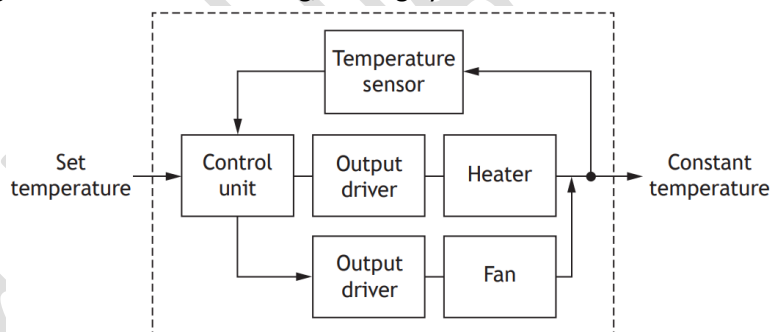 Temperature
sensor
Set
temperature
Control
unit
Output
driver
Heater
Constant
temperature
Output
driver
Fan